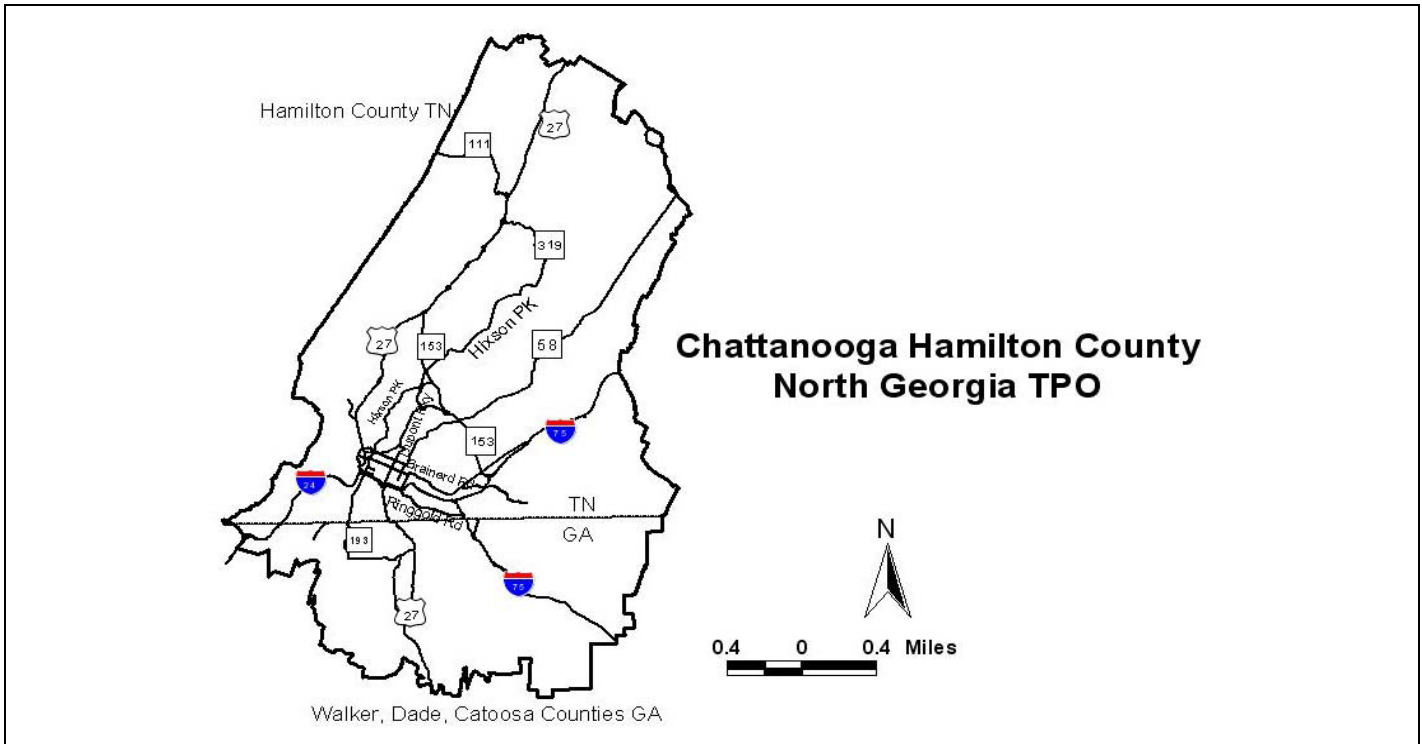 Hamilton County TN
27
111
319
Hixson PK
27
153
58
Chattanooga Hamilton County
North Georgia TPO
Hixson PK
Dupont Pkwy
153
75
Brainerd Rd
24
Ringgold Rd
TN
GA
193
N
75
27
0.4 0 0.4 Miles
Walker, Dade, Catoosa Counties GA